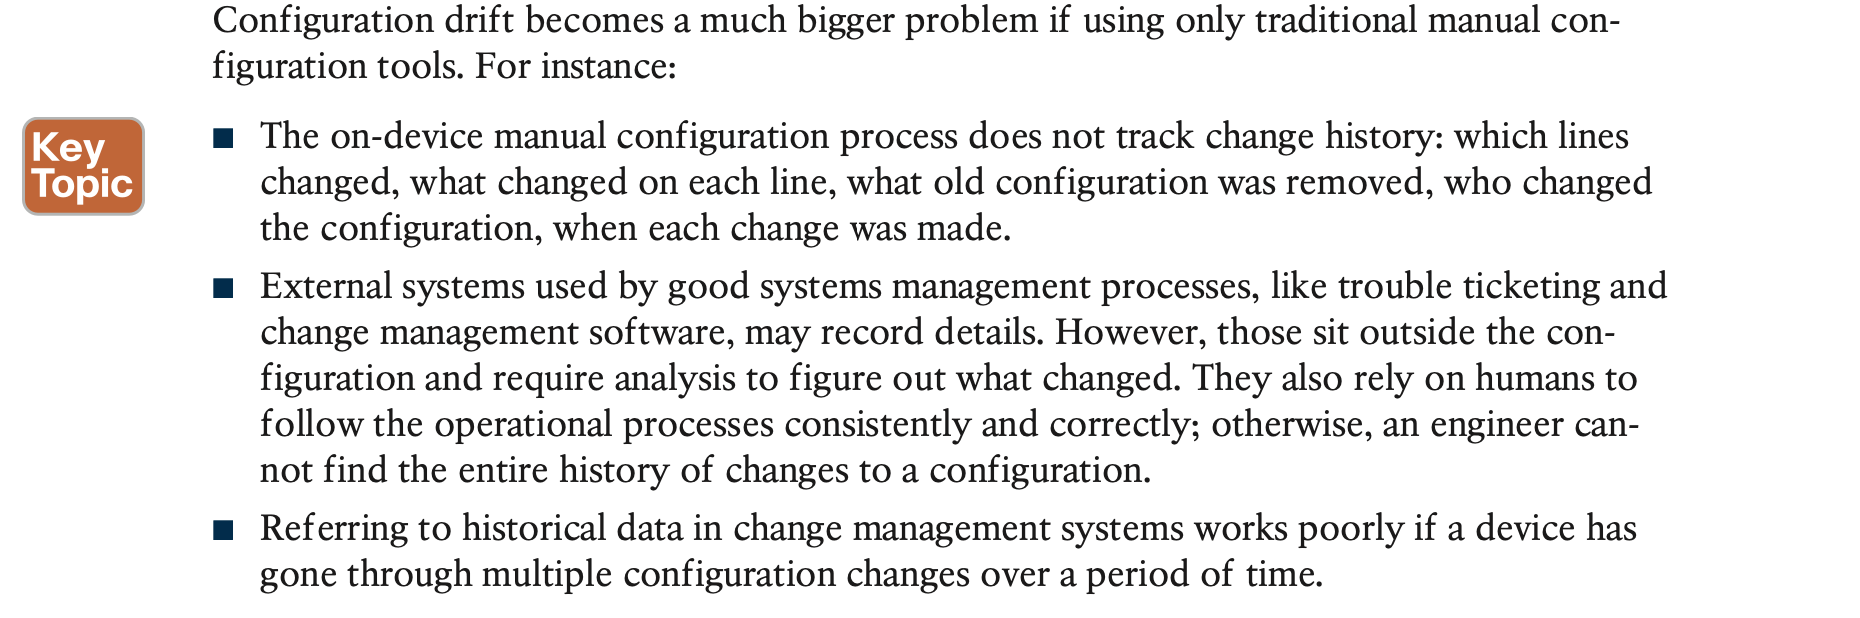 Configuration drift becomes a much bigger problem if using only traditional manual con-
figuration tools. For instance:
Key
Topic
■ The on-device manual configuration process does not track change history: which lines
changed, what changed on each line, what old configuration was removed, who changed
the configuration, when each change was made.
■ External systems used by good systems management processes, like trouble ticketing and
change management software, may record details. However, those sit outside the con-
figuration and require analysis to figure out what changed. They also rely on humans to
follow the operational processes consistently and correctly; otherwise, an engineer can-
not find the entire history of changes to a configuration.
■ Referring to historical data in change management systems works poorly if a device has
gone through multiple configuration changes over a period of time.